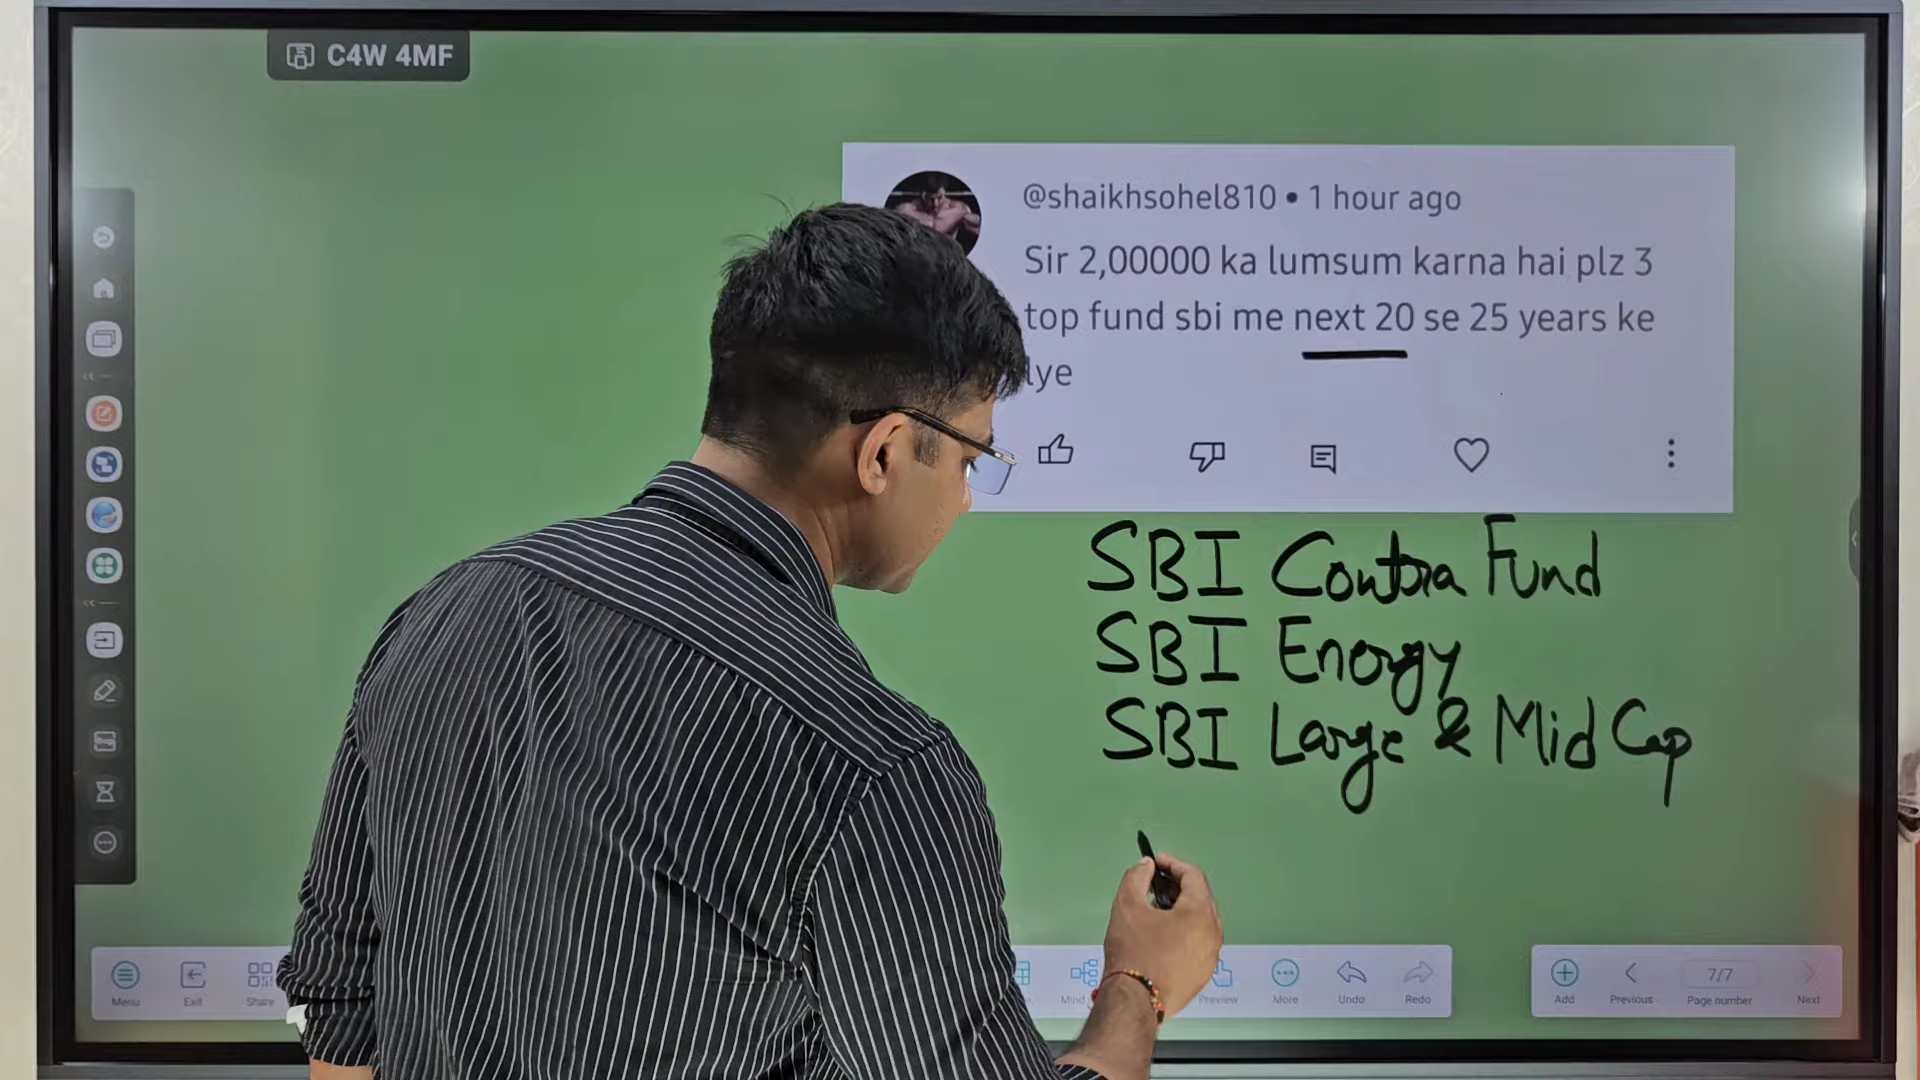 C4W 4MF
@shaikhsohel810 • 1 hour ago
Sir 2,00000 ka lumsum karna hai plz 3
top fund sbi me next 20 se 25 years ke
lye
SBI Contra Fund
SBI Energy
SBI Large & Mid Cap
Menu Exit Share Mind Preview More Undo Redo
Add Previous 7/7 Page number Next